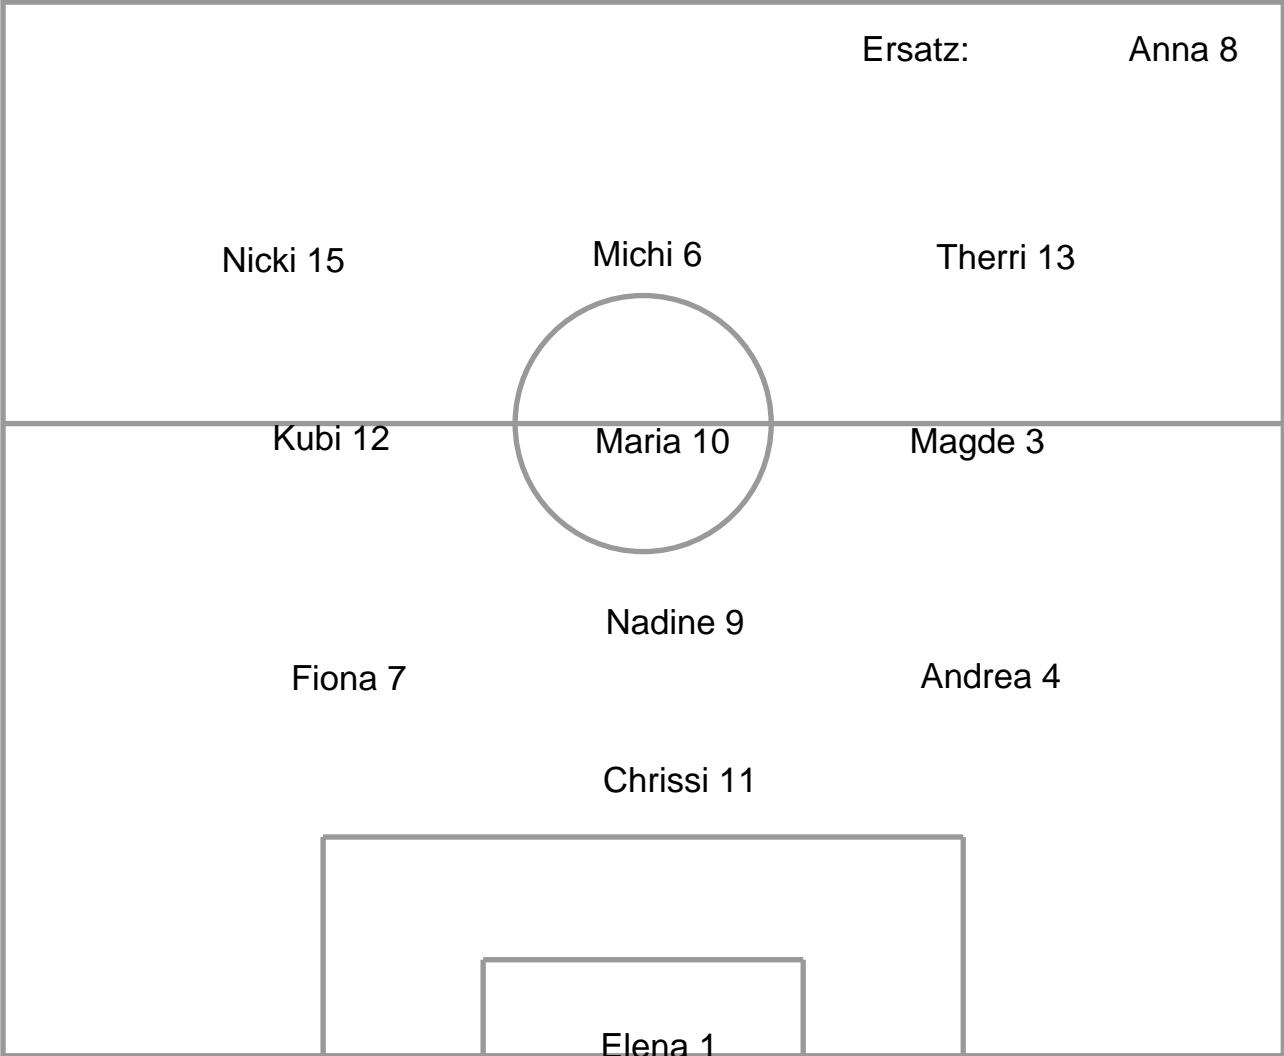 Ersatz: Anna 8
Nicki 15 Michi 6 Therri 13
Kubi 12 Maria 10 Magde 3
Nadine 9
Fiona 7 Andrea 4
Chrissi 11
Elena 1